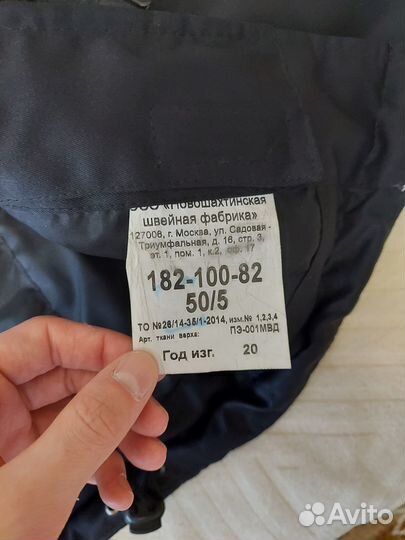 ООО «Новошахтинская
швейная фабрика»
127006, г. Москва, ул. Садовая -
Триумфальная, д. 16, стр. 3,
эт. 1, пом. 1, к.2, оф. 17
182-100-82
50/5
ТО №26/14-35/1-2014, изм.№ 1,2,3,4
Арт. ткани верха: ПЭ-001МВД
Год изг. 20
Avito